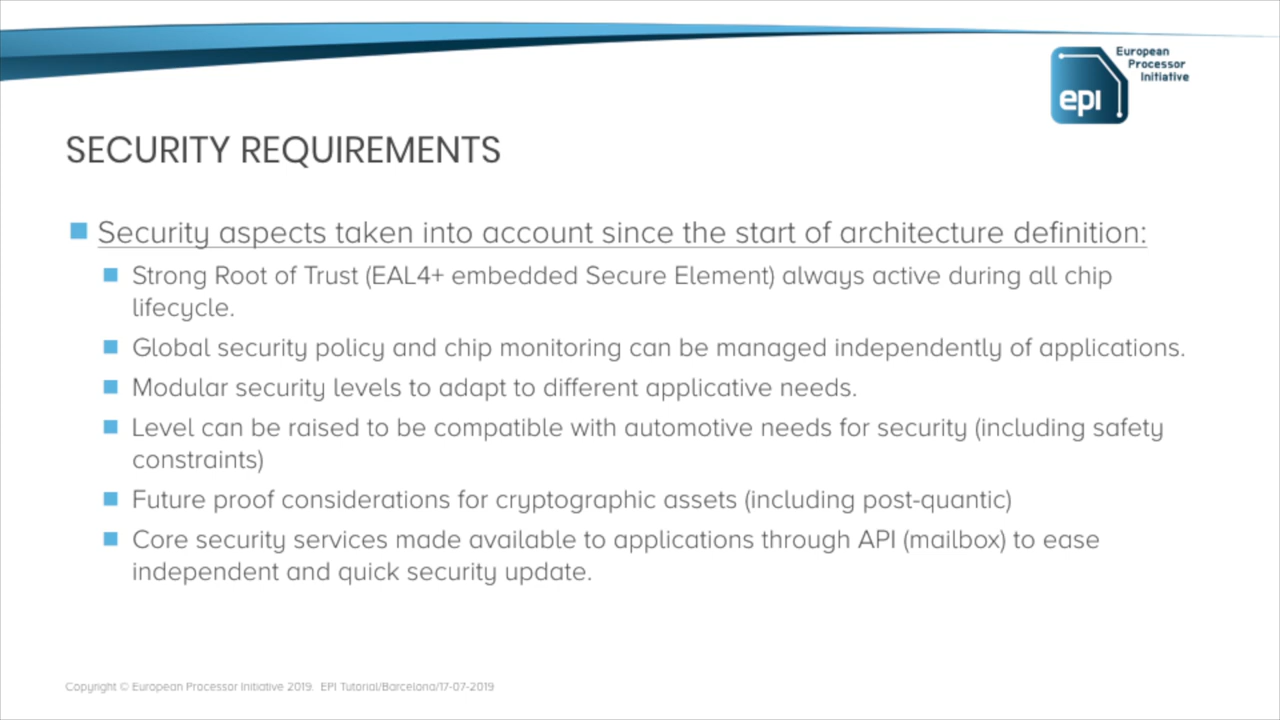 European
Processor
Initiative
epi
SECURITY REQUIREMENTS
Security aspects taken into account since the start of architecture definition:
Strong Root of Trust (EAL4+ embedded Secure Element) always active during all chip
lifecycle.
Global security policy and chip monitoring can be managed independently of applications.
Modular security levels to adapt to different applicative needs.
Level can be raised to be compatible with automotive needs for security (including safety
constraints)
Future proof considerations for cryptographic assets (including post-quantic)
Core security services made available to applications through API (mailbox) to ease
independent and quick security update.
Copyright © European Processor Initiative 2019. EPI Tutorial/Barcelona/17-07-2019